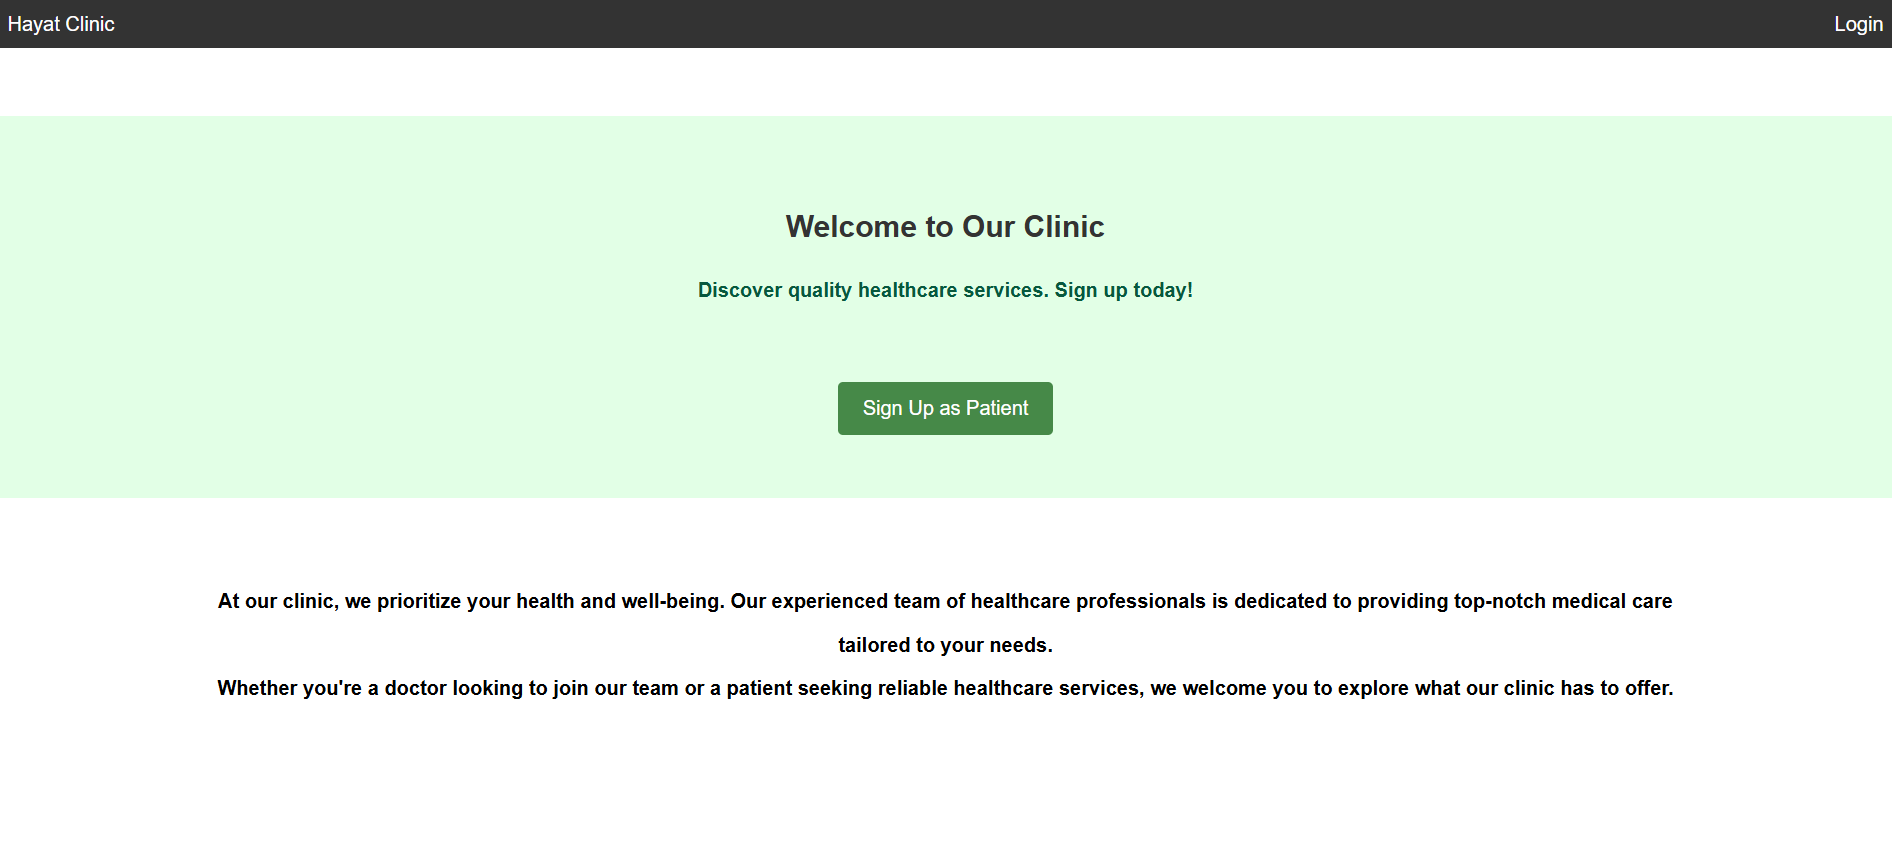 Hayat Clinic
Login
Welcome to Our Clinic
Discover quality healthcare services. Sign up today!
Sign Up as Patient
At our clinic, we prioritize your health and well-being. Our experienced team of healthcare professionals is dedicated to providing top-notch medical care
tailored to your needs.
Whether you're a doctor looking to join our team or a patient seeking reliable healthcare services, we welcome you to explore what our clinic has to offer.